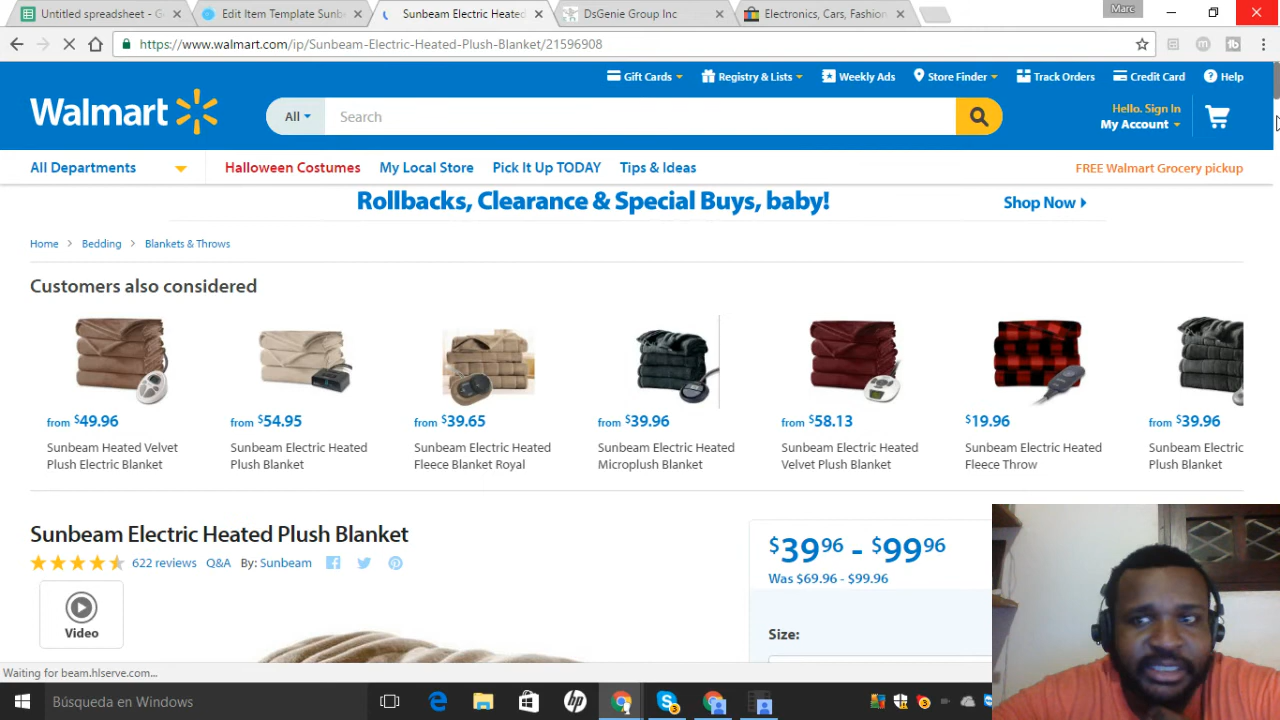 Untitled spreadsheet - G
Edit Item Template Sunb
Sunbeam Electric Heated
DsGenie Group Inc
Electronics, Cars, Fashion
Marc
https://www.walmart.com/ip/Sunbeam-Electric-Heated-Plush-Blanket/21596908
Gift Cards
Registry & Lists
Weekly Ads
Store Finder
Track Orders
Credit Card
Help
Walmart
All
Search
Hello. Sign In
My Account
All Departments
Halloween Costumes
My Local Store
Pick It Up TODAY
Tips & Ideas
FREE Walmart Grocery pickup
Rollbacks, Clearance & Special Buys, baby!
Shop Now
Home > Bedding > Blankets & Throws
Customers also considered
from $49.96
Sunbeam Heated Velvet
Plush Electric Blanket
from $54.95
Sunbeam Electric Heated
Plush Blanket
from $39.65
Sunbeam Electric Heated
Fleece Blanket Royal
from $39.96
Sunbeam Electric Heated
Microplush Blanket
from $58.13
Sunbeam Electric Heated
Velvet Plush Blanket
$19.96
Sunbeam Electric Heated
Fleece Throw
from $39.96
Sunbeam Electric
Plush Blanket
Sunbeam Electric Heated Plush Blanket
622 reviews Q&A By: Sunbeam
Video
$39.96 - $99.96
Was $69.96 - $99.96
Size:
Waiting for beam.hlserve.com...
Búsqueda en Windows